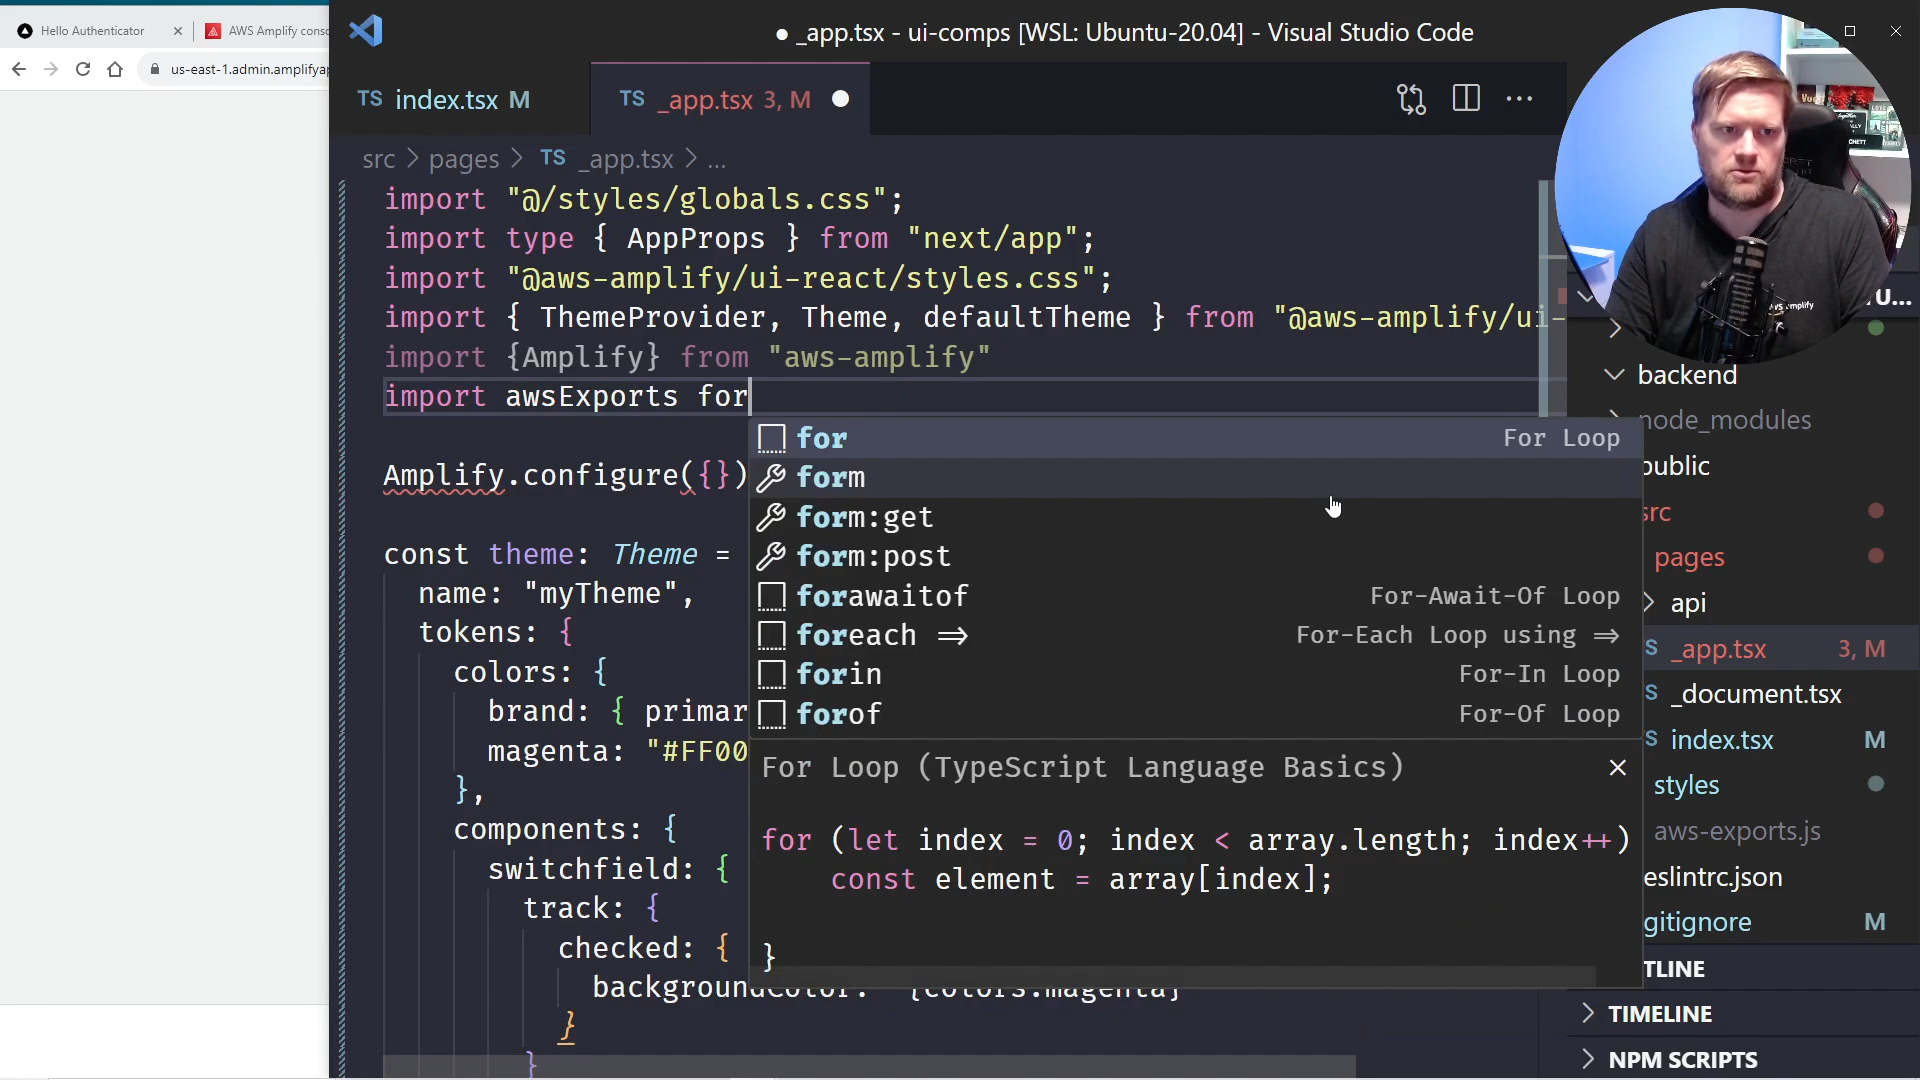 Hello Authenticator
AWS Amplify conso
us-east-1.admin.amplifyap
_app.tsx - ui-comps [WSL: Ubuntu-20.04] - Visual Studio Code
TS index.tsx M
TS _app.tsx 3, M
src > pages > TS _app.tsx > ...
import "@/styles/globals.css";
import type { AppProps } from "next/app";
import "@aws-amplify/ui-react/styles.css";
import { ThemeProvider, Theme, defaultTheme } from "@aws-amplify/ui-
import {Amplify} from "aws-amplify"
import awsExports for
Amplify.configure({})
const theme: Theme =
name: "myTheme",
tokens: {
colors: {
brand: { primar
magenta: "#FF00
},
components: {
switchfield: {
track: {
checked: {
backgroundColor: {colors.magenta}
}
}
for For Loop
form
form:get
form:post
forawaitof For-Await-Of Loop
foreach => For-Each Loop using =>
forin For-In Loop
forof For-Of Loop
For Loop (TypeScript Language Basics)
for (let index = 0; index < array.length; index++)
const element = array[index];
}
TU...
backend
node_modules
public
src
pages
api
S _app.tsx 3, M
S _document.tsx
S index.tsx M
styles
aws-exports.js
eslintrc.json
gitignore M
TLINE
TIMELINE
NPM SCRIPTS
aws amplify